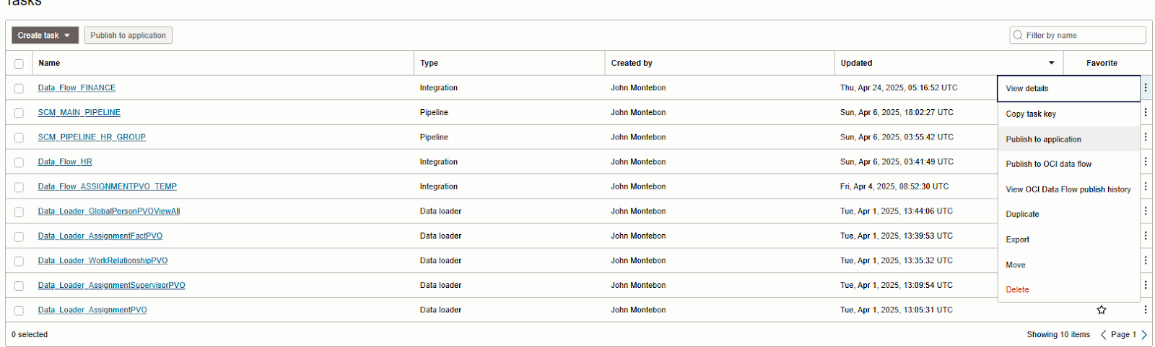 Tasks
Create task Publish to application Filter by name
Name Type Created by Updated Favorite
Data_Flow_FINANCE Integration John Montebon Thu, Apr 24, 2025, 05:16:52 UTC View details
Copy task key
SCM_MAIN_PIPELINE Pipeline John Montebon Sun, Apr 6, 2025, 18:02:27 UTC
SCM_PIPELINE_HR_GROUP Pipeline John Montebon Sun, Apr 6, 2025, 03:55:42 UTC Publish to application
Data_Flow_HR Integration John Montebon Sun, Apr 6, 2025, 03:41:49 UTC Publish to OCI data flow
Data_Flow_ASSIGNMENTPVO_TEMP Integration John Montebon Fri, Apr 4, 2025, 08:52:30 UTC View OCI Data Flow publish history
Data_Loader_GlobalPersonPVOViewAll Data loader John Montebon Tue, Apr 1, 2025, 13:44:06 UTC Duplicate
Data_Loader_AssignmentFactPVO Data loader John Montebon Tue, Apr 1, 2025, 13:39:53 UTC Export
Data_Loader_WorkRelationshipPVO Data loader John Montebon Tue, Apr 1, 2025, 13:35:32 UTC Move
Data_Loader_AssignmentSupervisorPVO Data loader John Montebon Tue, Apr 1, 2025, 13:09:54 UTC Delete
Data_Loader_AssignmentPVO Data loader John Montebon Tue, Apr 1, 2025, 13:05:31 UTC
0 selected Showing 10 items Page 1